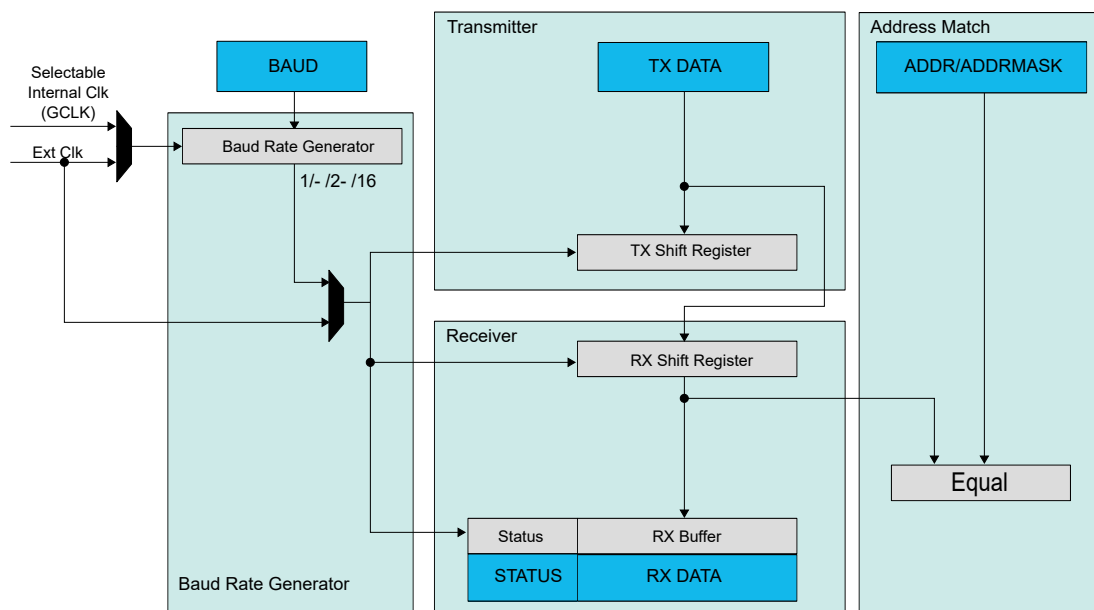 Transmitter
Address Match
BAUD
TX DATA
ADDR/ADDRMASK
Selectable
Internal Clk
(GCLK)
Ext Clk
Baud Rate Generator
1/- /2- /16
TX Shift Register
Receiver
RX Shift Register
Equal
Status
RX Buffer
STATUS
RX DATA
Baud Rate Generator